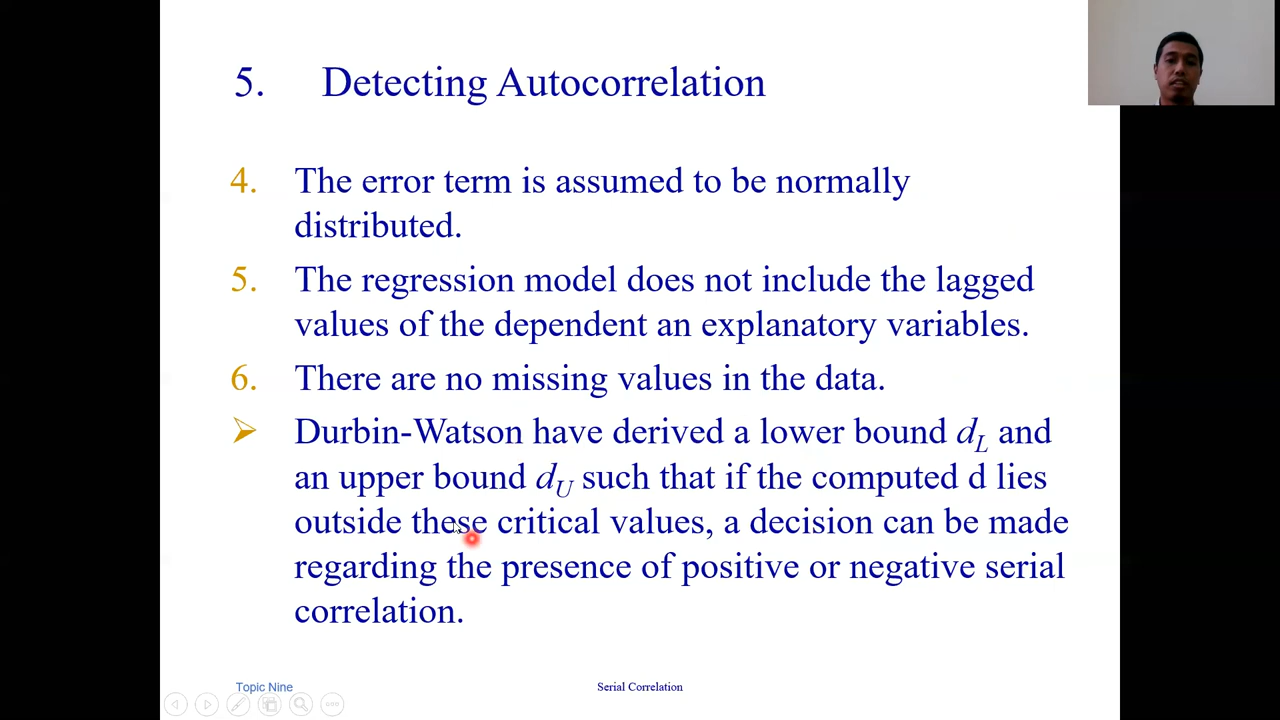 5. Detecting Autocorrelation
4. The error term is assumed to be normally
distributed.
5. The regression model does not include the lagged
values of the dependent an explanatory variables.
6. There are no missing values in the data.
Durbin-Watson have derived a lower bound dL and
an upper bound dU such that if the computed d lies
outside these critical values, a decision can be made
regarding the presence of positive or negative serial
correlation.
Topic Nine
Serial Correlation